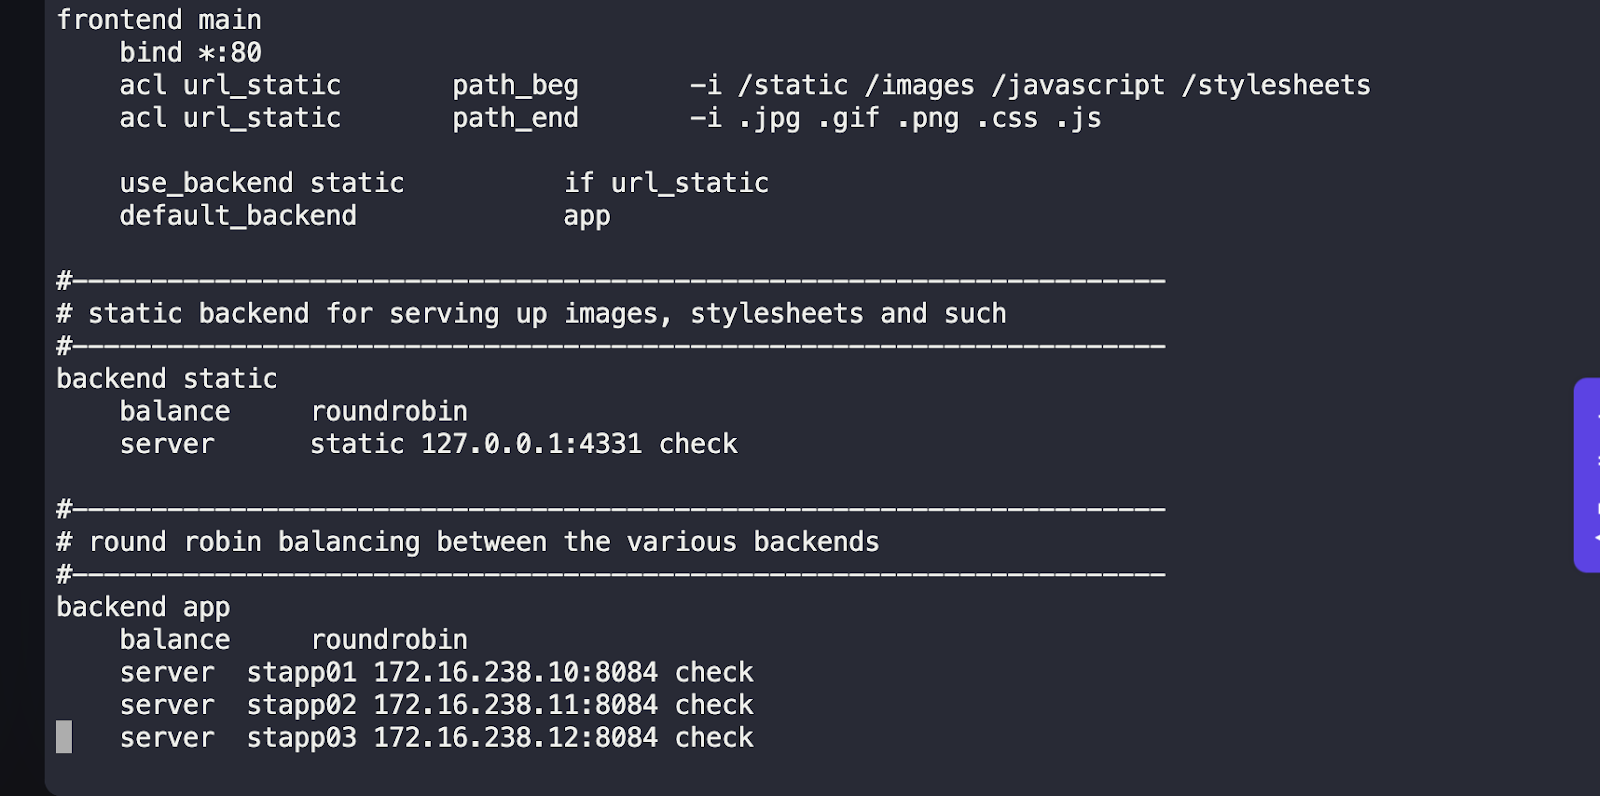 frontend main
    bind *:80
    acl url_static       path_beg       -i /static /images /javascript /stylesheets
    acl url_static       path_end       -i .jpg .gif .png .css .js
    use_backend static          if url_static
    default_backend             app
#---------------------------------------------------------------------
# static backend for serving up images, stylesheets and such
#---------------------------------------------------------------------
backend static
    balance     roundrobin
    server      static 127.0.0.1:4331 check
#---------------------------------------------------------------------
# round robin balancing between the various backends
#---------------------------------------------------------------------
backend app
    balance     roundrobin
    server  stapp01 172.16.238.10:8084 check
    server  stapp02 172.16.238.11:8084 check
    server  stapp03 172.16.238.12:8084 check